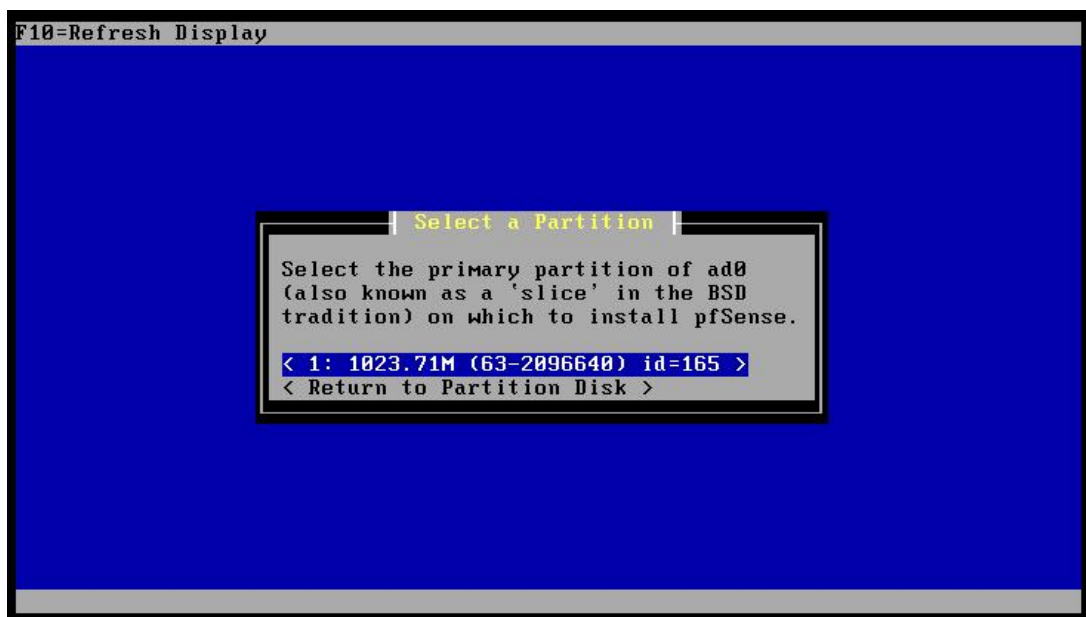 F10=Refresh Display
Select a Partition
Select the primary partition of ad0
(also known as a 'slice' in the BSD
tradition) on which to install pfSense.
< 1: 1023.71M (63-2096640) id=165 >
< Return to Partition Disk >